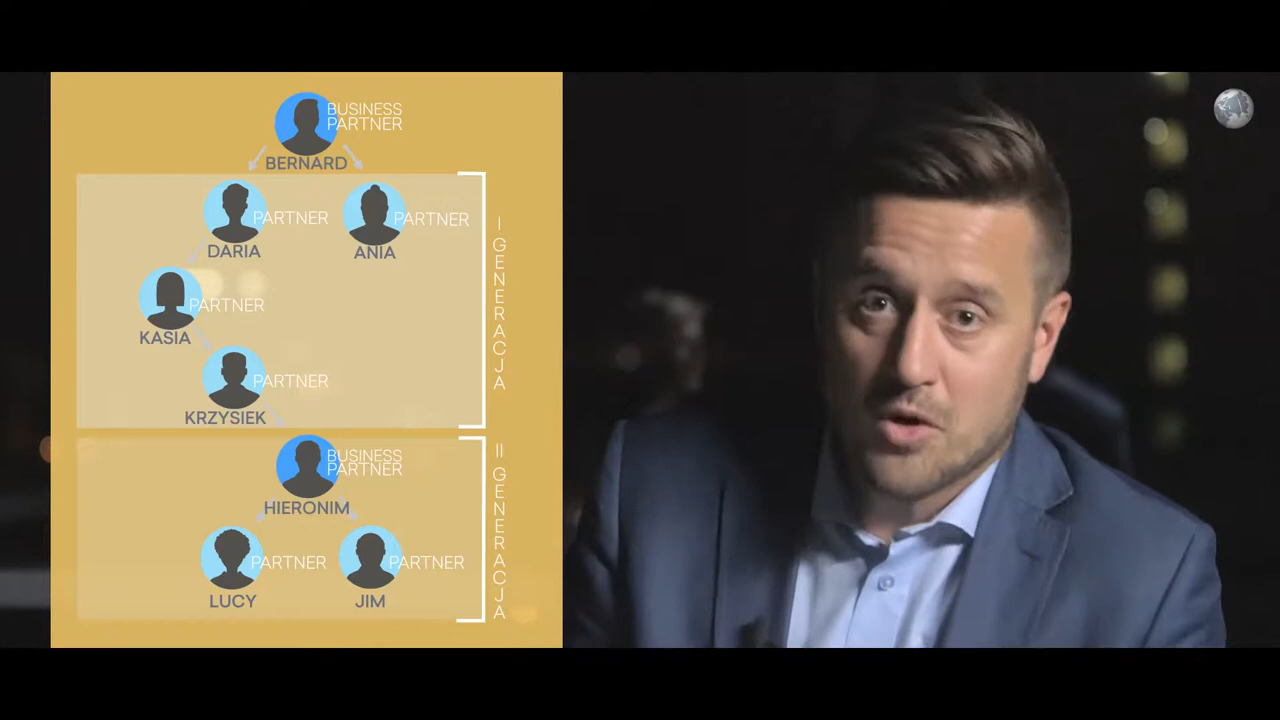 BUSINESS
PARTNER
BERNARD
PARTNER
PARTNER
DARIA
ANIA
PARTNER
KASIA
PARTNER
KRZYSIEK
I GENERACJA
BUSINESS
PARTNER
HIERONIM
PARTNER
PARTNER
LUCY
JIM
II GENERACJA